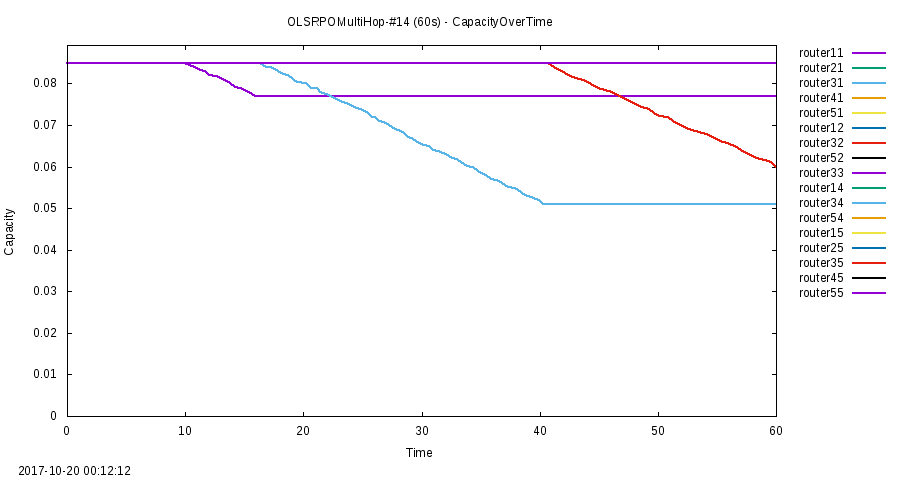 OLSRPOMultiHop-#14 (60s) - CapacityOverTime
router11
router21
router31
router41
router51
router12
router32
router52
router33
router14
router34
router54
router15
router25
router35
router45
router55
0.08
0.07
0.06
0.05
0.04
0.03
0.02
0.01
0
Capacity
0 10 20 30 40 50 60
Time
2017-10-20 00:12:12